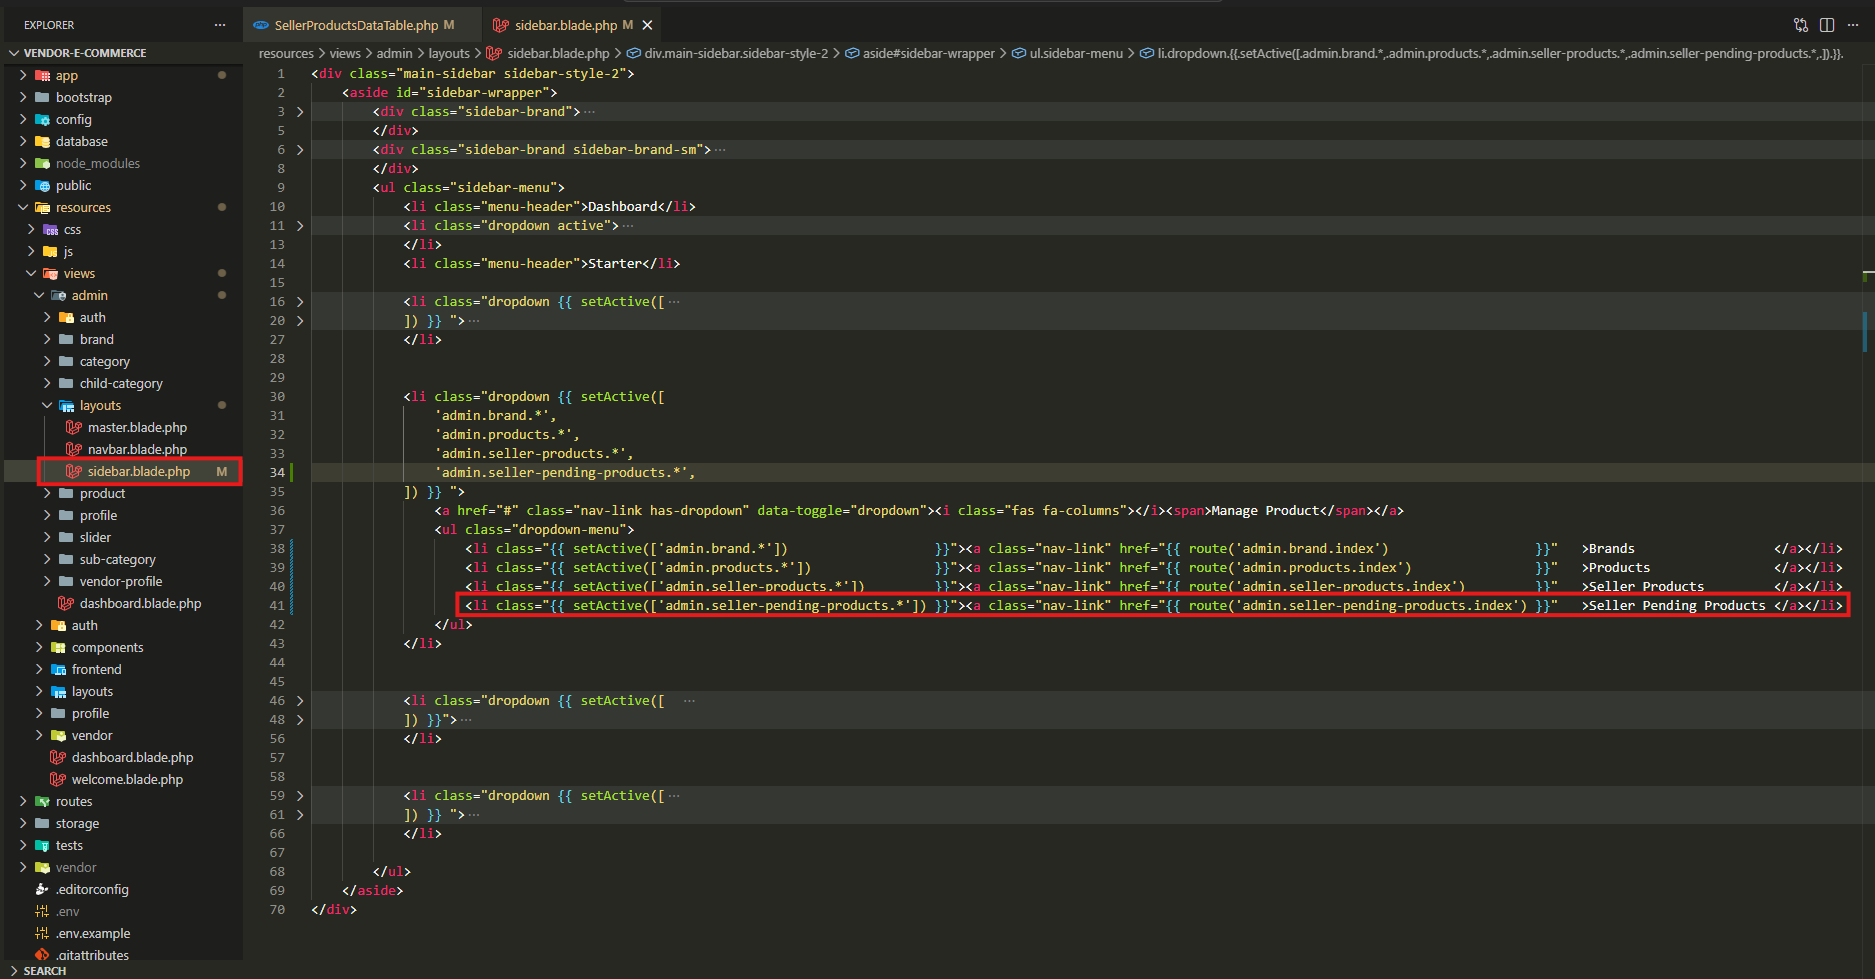 EXPLORER
···
SellerProductsDataTable.php M
sidebar.blade.php M
VENDOR-E-COMMERCE
resources > views > admin > layouts > sidebar.blade.php > div.main-sidebar.sidebar-style-2 > aside#sidebar-wrapper > ul.sidebar-menu > li.dropdown.{{.setActive([.admin.brand.*,.admin.products.*,.admin.seller-products.*,.admin.seller-pending-products.*,.]).}}.
app
bootstrap
config
database
node_modules
public
resources
css
js
views
admin
auth
brand
category
child-category
layouts
master.blade.php
navbar.blade.php
sidebar.blade.php M
product
profile
slider
sub-category
vendor-profile
dashboard.blade.php
auth
components
frontend
layouts
profile
vendor
dashboard.blade.php
welcome.blade.php
routes
storage
tests
vendor
.editorconfig
.env
.env.example
.gitattributes
SEARCH
1 <div class="main-sidebar sidebar-style-2">
2 <aside id="sidebar-wrapper">
3 <div class="sidebar-brand">···
5 </div>
6 <div class="sidebar-brand sidebar-brand-sm">···
8 </div>
9 <ul class="sidebar-menu">
10 <li class="menu-header">Dashboard</li>
11 <li class="dropdown active">···
13 </li>
14 <li class="menu-header">Starter</li>
15
16 <li class="dropdown {{ setActive([···
20 ]) }} ">···
27 </li>
28
29
30 <li class="dropdown {{ setActive([
31 'admin.brand.*',
32 'admin.products.*',
33 'admin.seller-products.*',
34 'admin.seller-pending-products.*',
35 ]) }} ">
36 <a href="#" class="nav-link has-dropdown" data-toggle="dropdown"><i class="fas fa-columns"></i><span>Manage Product</span></a>
37 <ul class="dropdown-menu">
38 <li class="{{ setActive(['admin.brand.*']) }}"><a class="nav-link" href="{{ route('admin.brand.index') }}" >Brands </a></li>
39 <li class="{{ setActive(['admin.products.*']) }}"><a class="nav-link" href="{{ route('admin.products.index') }}" >Products </a></li>
40 <li class="{{ setActive(['admin.seller-products.*']) }}"><a class="nav-link" href="{{ route('admin.seller-products.index') }}" >Seller Products </a></li>
41 <li class="{{ setActive(['admin.seller-pending-products.*']) }}"><a class="nav-link" href="{{ route('admin.seller-pending-products.index') }}" >Seller Pending Products </a></li>
42 </ul>
43 </li>
44
45
46 <li class="dropdown {{ setActive([ ···
48 ]) }}">···
56 </li>
57
58
59 <li class="dropdown {{ setActive([···
61 ]) }} ">···
66 </li>
67
68 </ul>
69 </aside>
70 </div>